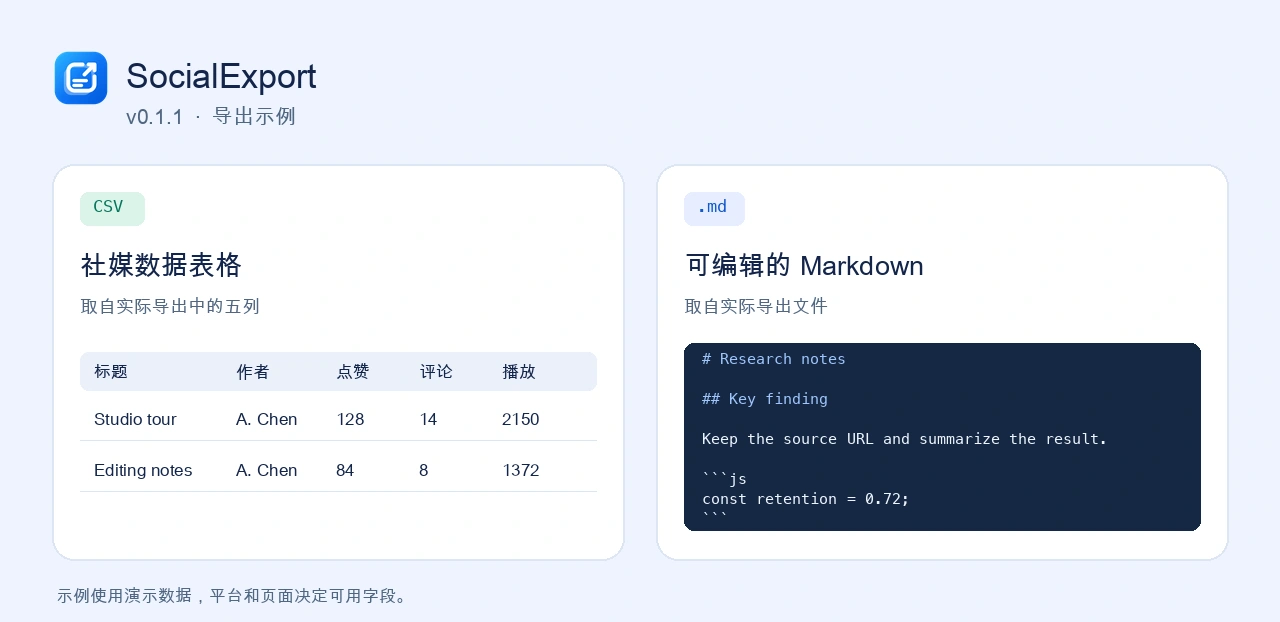 SocialExport
v0.1.1 · 导出示例
CSV
社媒数据表格
取自实际导出中的五列
标题 作者 点赞 评论 播放
Studio tour A. Chen 128 14 2150
Editing notes A. Chen 84 8 1372
.md
可编辑的 Markdown
取自实际导出文件
# Research notes
## Key finding
Keep the source URL and summarize the result.
```js
const retention = 0.72;
```
示例使用演示数据，平台和页面决定可用字段。